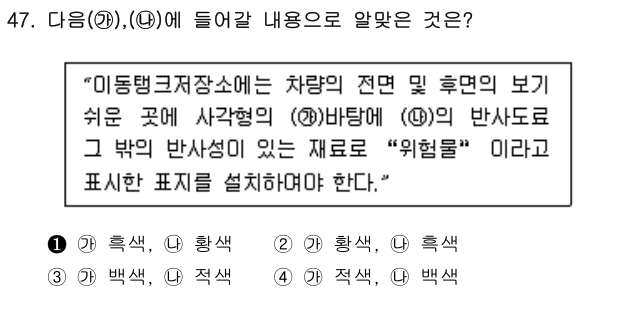 47. 다음(㉮),(㉯)에 들어갈 내용으로 알맞은 것은?
“이동탱크저장소에는 차량의 전면 및 후면의 보기
쉬운 곳에 사각형의 (㉮)바탕에 (㉯)의 반사도료
그 밖의 반사성이 있는 재료로 “위험물” 이라고
표시한 표지를 설치하여야 한다.”
❶ ㉮ 흑색, ㉯ 황색 ② ㉮ 황색, ㉯ 흑색
③ ㉮ 백색, ㉯ 적색 ④ ㉮ 적색, ㉯ 백색